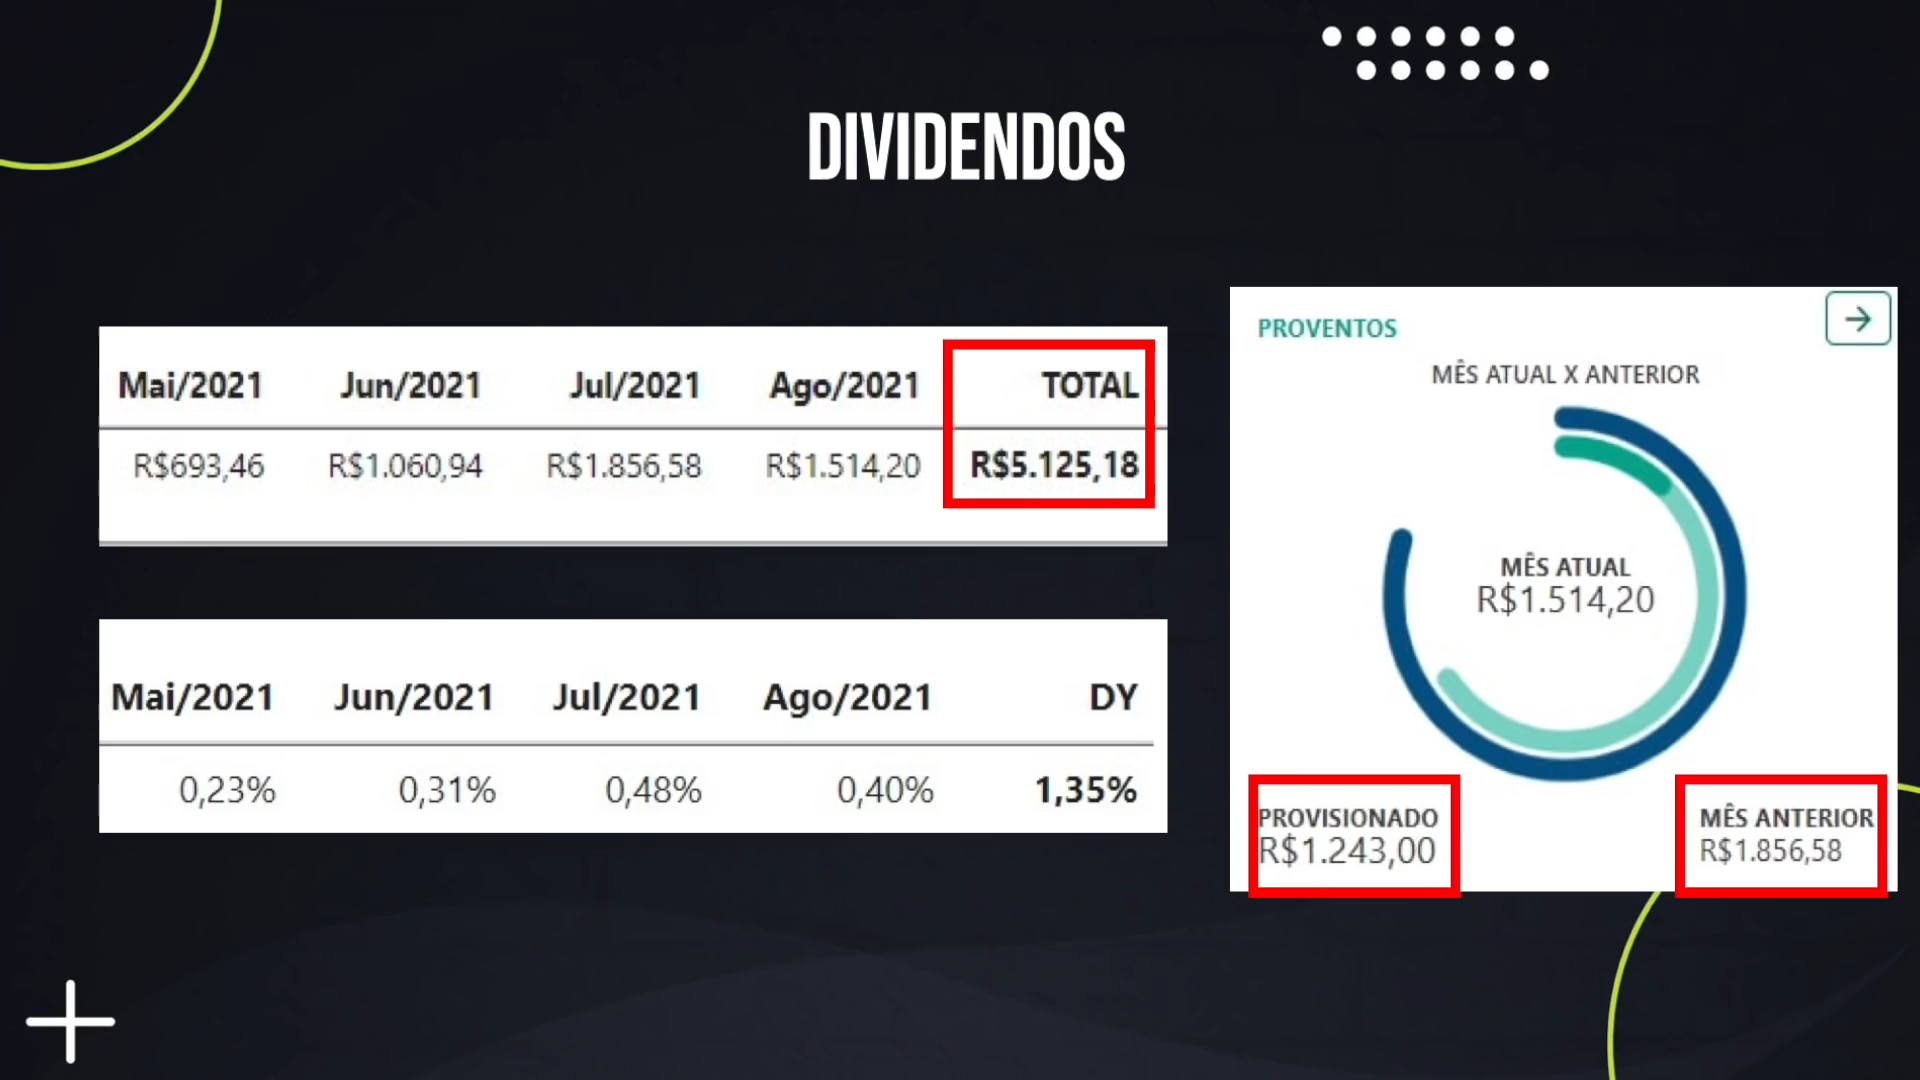 DIVIDENDOS
Mai/2021 Jun/2021 Jul/2021 Ago/2021 TOTAL
R$693,46 R$1.060,94 R$1.856,58 R$1.514,20 R$5.125,18
Mai/2021 Jun/2021 Jul/2021 Ago/2021 DY
0,23% 0,31% 0,48% 0,40% 1,35%
PROVENTOS
MÊS ATUAL X ANTERIOR
MÊS ATUAL
R$1.514,20
PROVISIONADO
R$1.243,00
MÊS ANTERIOR
R$1.856,58